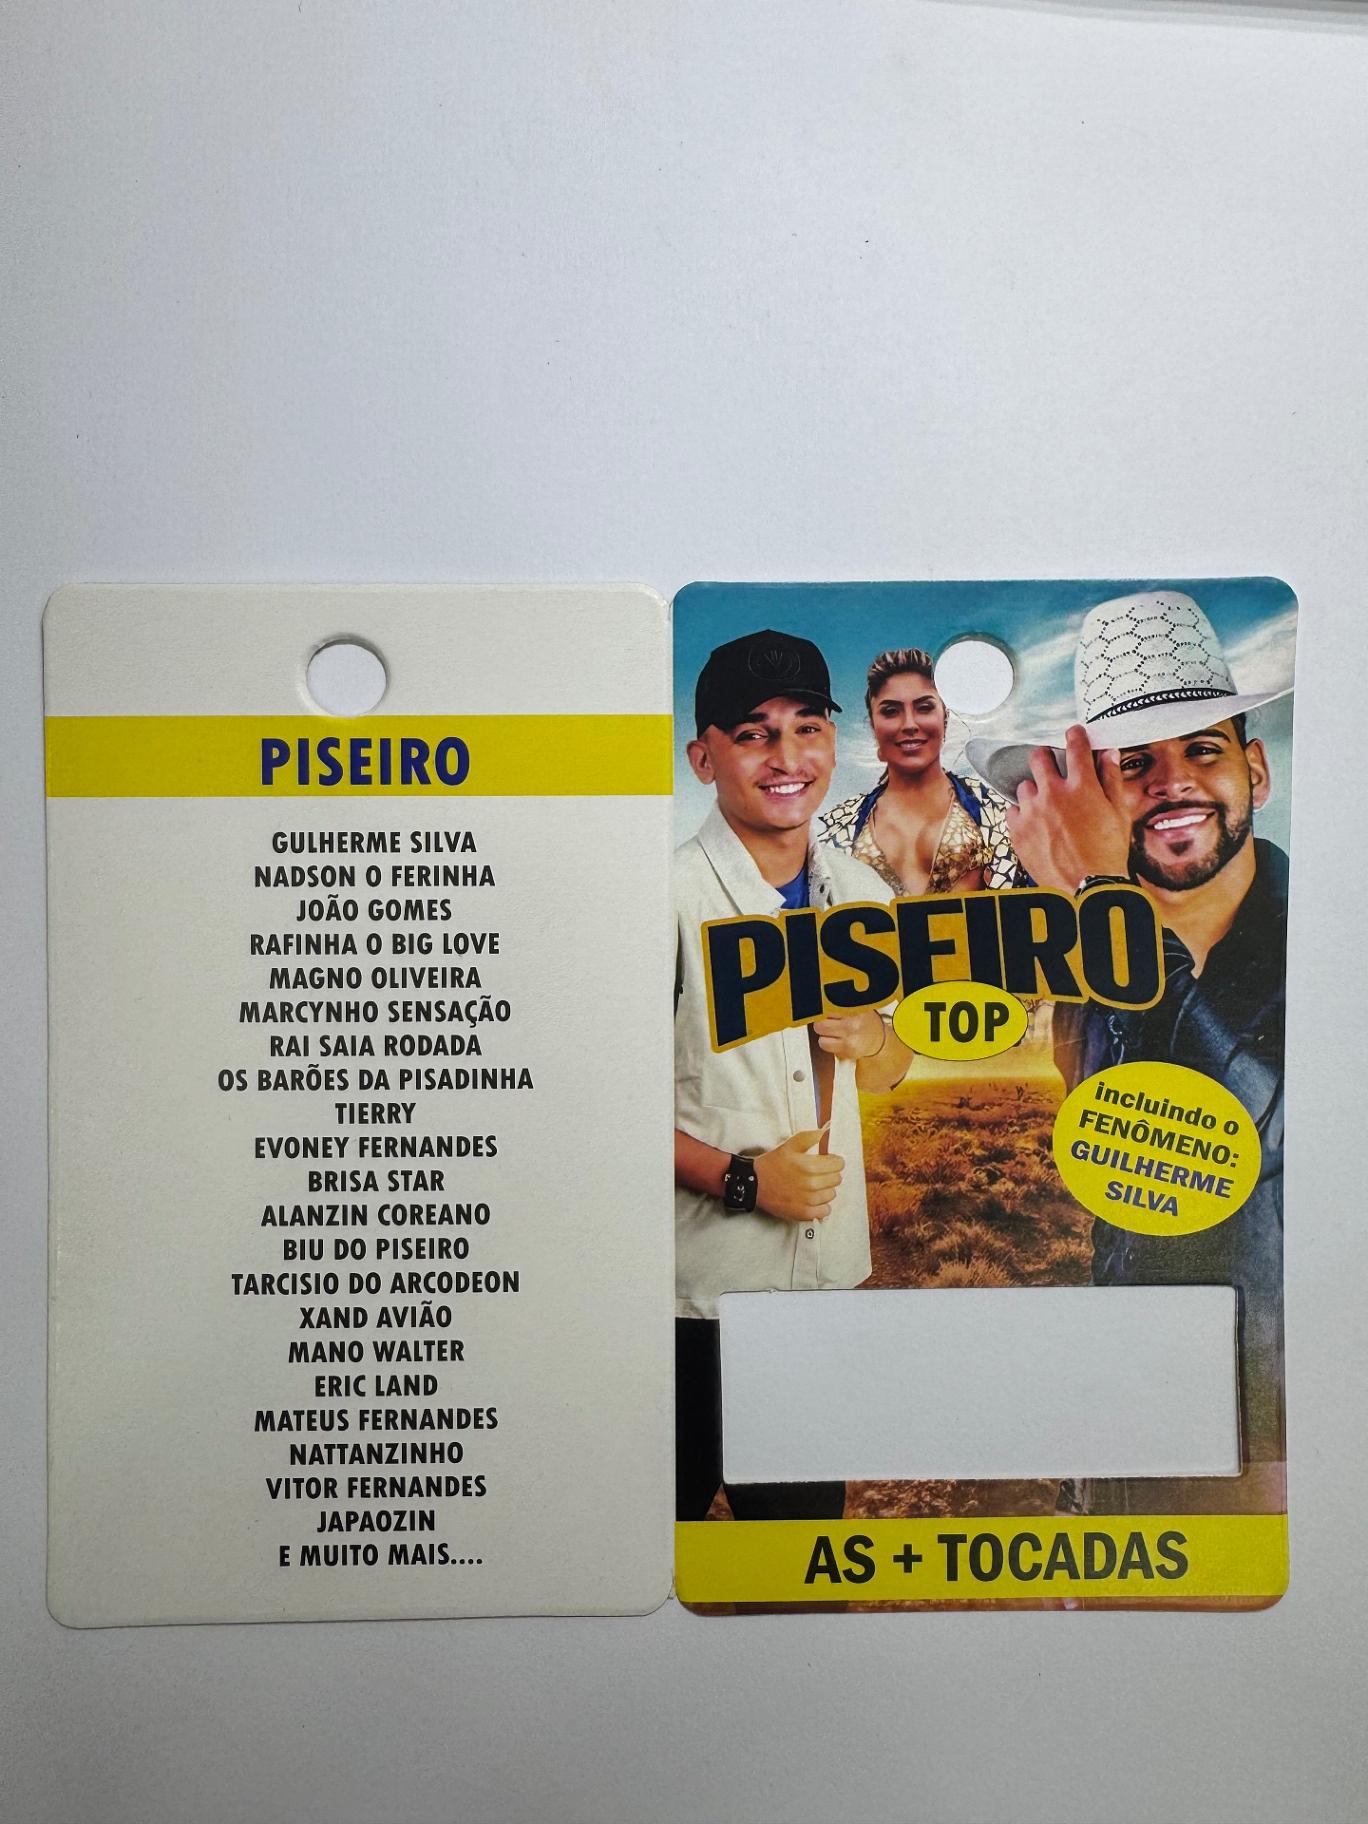 PISEIRO
GULHERME SILVA
NADSON O FERINHA
JOÃO GOMES
RAFINHA O BIG LOVE
MAGNO OLIVEIRA
MARCYNHO SENSAÇÃO
RAI SAIA RODADA
OS BARÕES DA PISADINHA
TIERRY
EVONEY FERNANDES
BRISA STAR
ALANZIN COREANO
BIU DO PISEIRO
TARCISIO DO ARCODEON
XAND AVIÃO
MANO WALTER
ERIC LAND
MATEUS FERNANDES
NATTANZINHO
VITOR FERNANDES
JAPAOZIN
E MUITO MAIS....
PISEIRO
TOP
incluindo o
FENÔMENO:
GUILHERME
SILVA
AS + TOCADAS